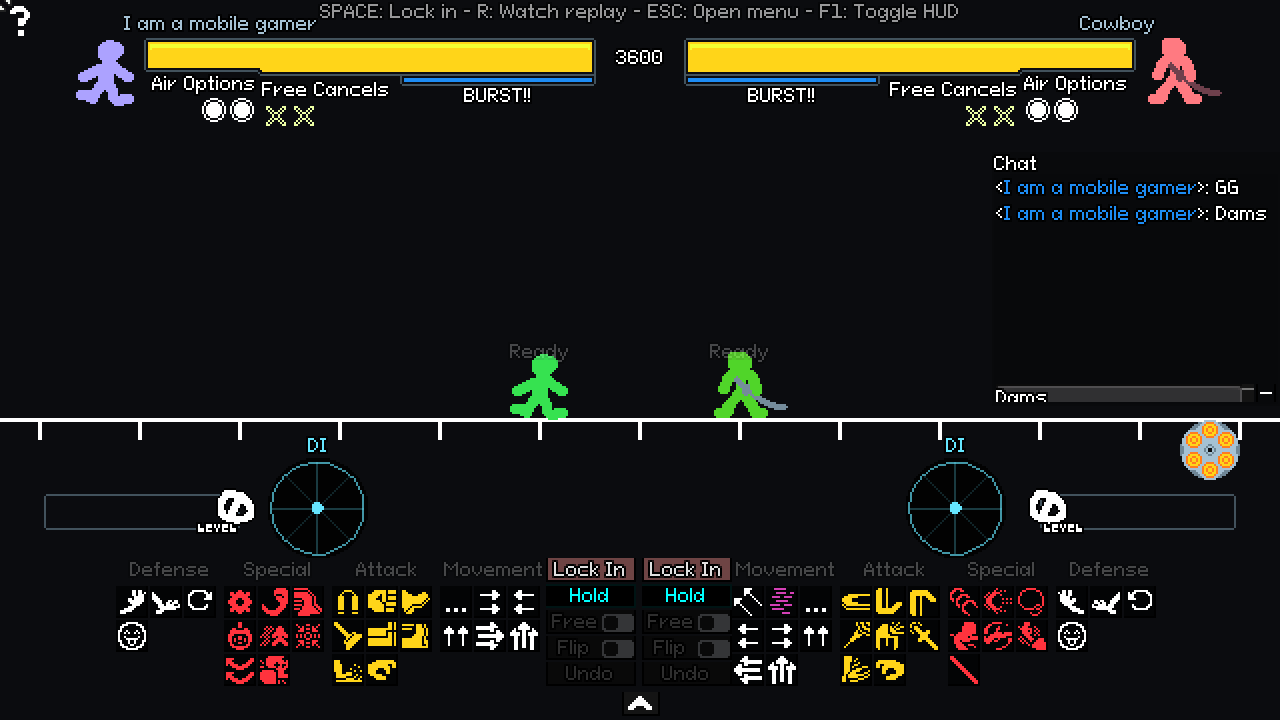 SPACE: Lock in - R: Watch replay - ESC: Open menu - F1: Toggle HUD
I am a mobile gamer
Cowboy
3600
Air Options
Free Cancels
BURST!!
BURST!!
Free Cancels
Air Options
Chat
<I am a mobile gamer>: GG
<I am a mobile gamer>: Dams
Ready
Ready
Dams
DI
DI
LEVEL
LEVEL
Defense
Special
Attack
Movement
Lock In
Lock In
Movement
Attack
Special
Defense
Hold
Hold
Free
Free
Flip
Flip
Undo
Undo